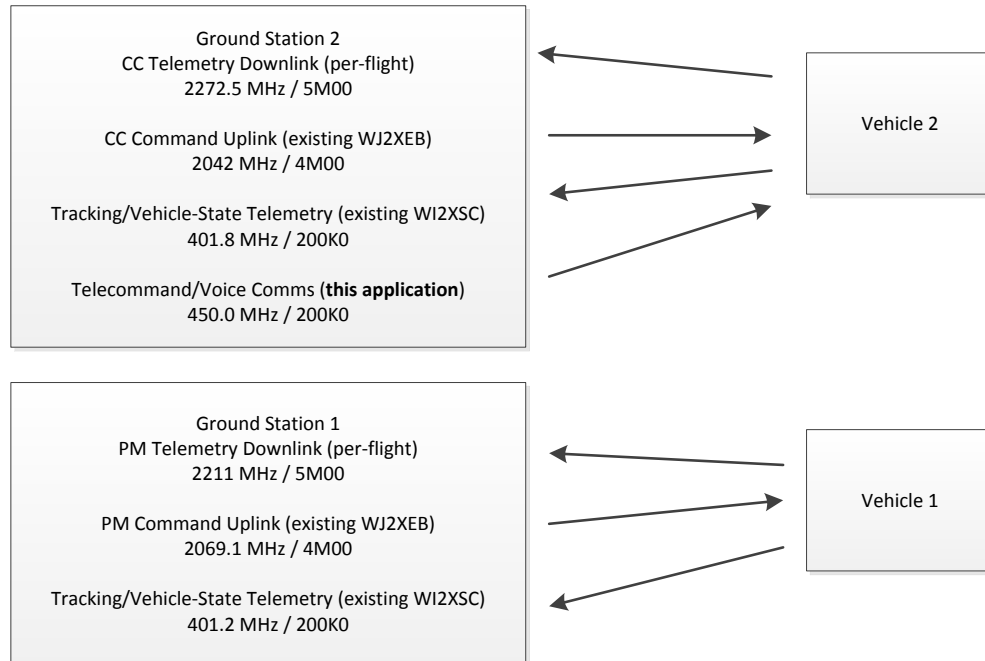 Ground Station 2
CC Telemetry Downlink (per-flight)
2272.5 MHz / 5M00
CC Command Uplink (existing WJ2XEB)
2042 MHz / 4M00
Tracking/Vehicle-State Telemetry (existing WI2XSC)
401.8 MHz / 200K0
Telecommand/Voice Comms (this application)
450.0 MHz / 200K0
Vehicle 2
Ground Station 1
PM Telemetry Downlink (per-flight)
2211 MHz / 5M00
PM Command Uplink (existing WJ2XEB)
2069.1 MHz / 4M00
Tracking/Vehicle-State Telemetry (existing WI2XSC)
401.2 MHz / 200K0
Vehicle 1